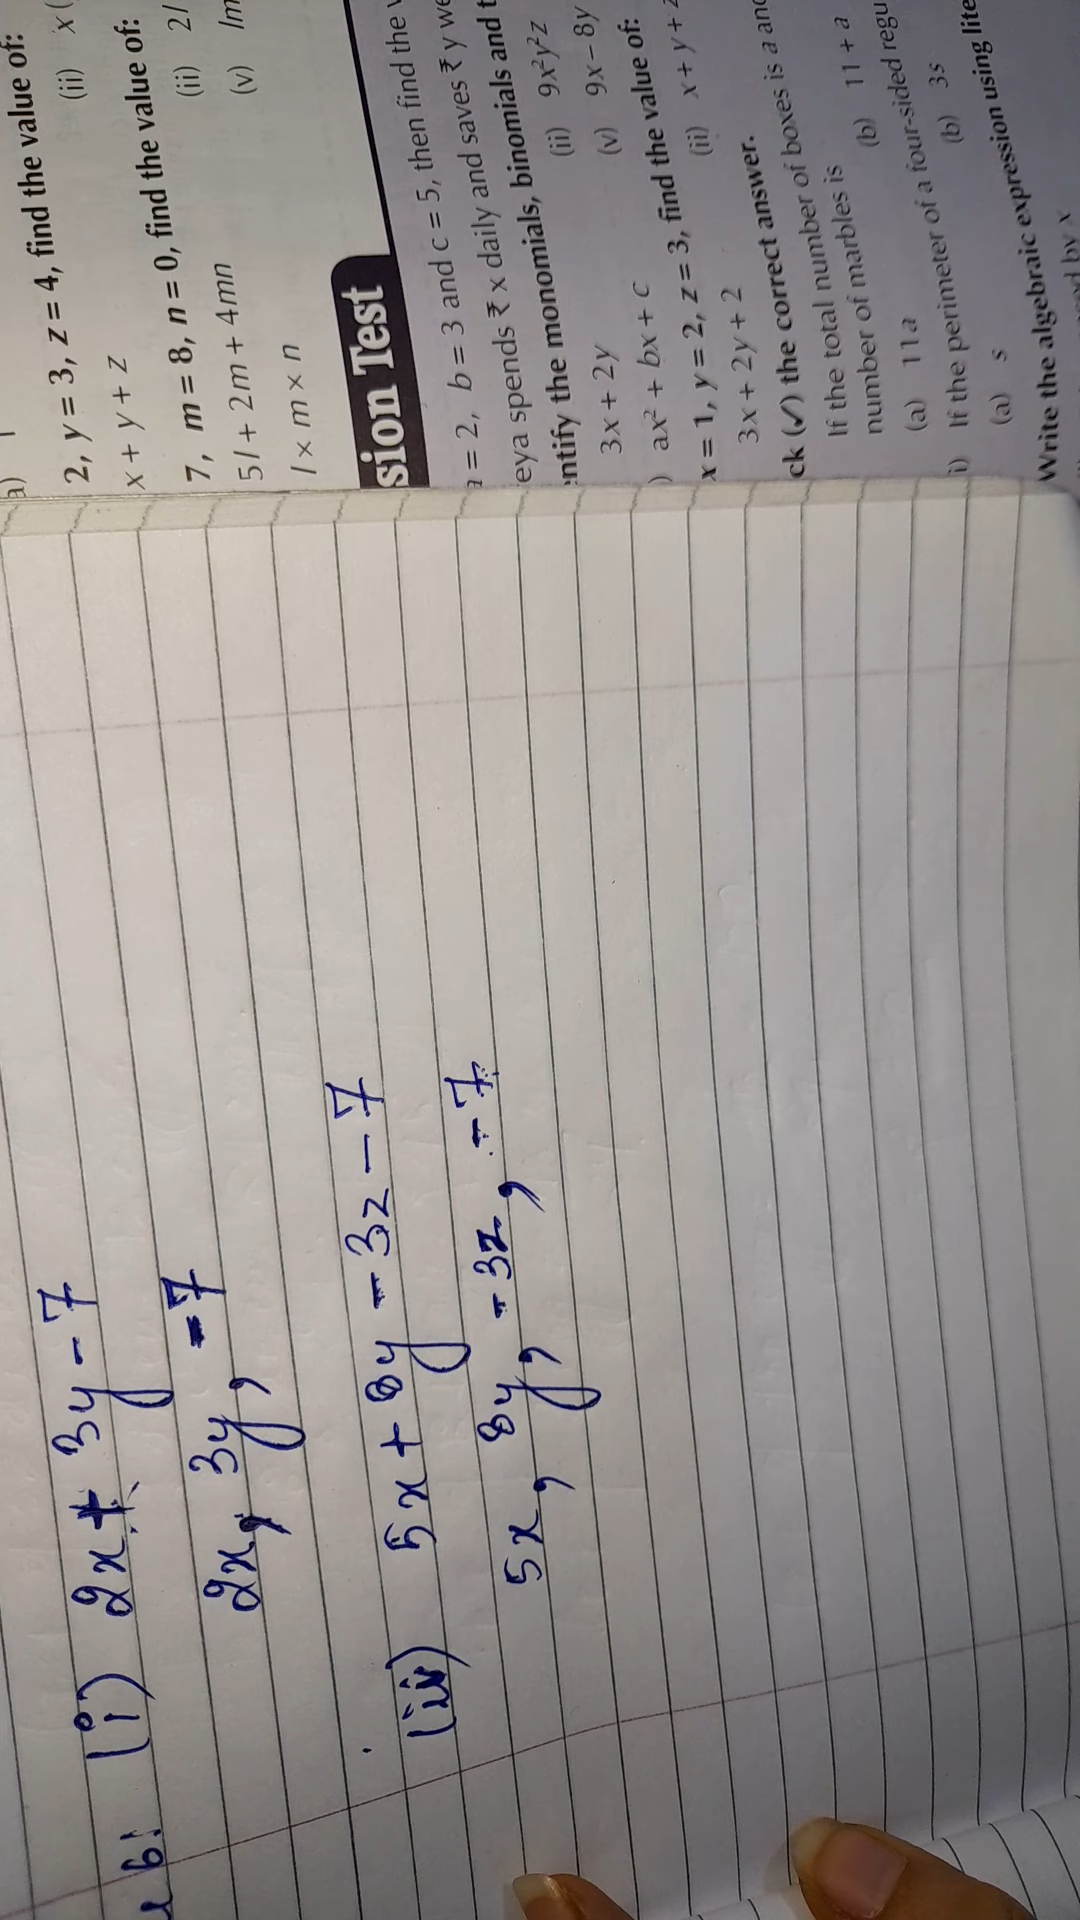 6! (i) 2x + 3y - 7
2x, 3y, -7
(iii) 5x + 8y - 3z - 7
5x, 8y, -3z, -7
a)
2, y = 3, z = 4, find the value of:
x + y + z (ii) x(
7, m = 8, n = 0, find the value of:
5l + 2m + 4mn (ii) 2l
l × m × n (v) lm
sion Test
= 2, b = 3 and c = 5, then find the
eya spends ₹ x daily and saves ₹ y we
entify the monomials, binomials and t
3x + 2y (ii) 9x²y²z
) ax² + bx + c (v) 9x – 8y
x = 1, y = 2, z = 3, find the value of:
3x + 2y + 2 (ii) x + y + z
ck (✓) the correct answer.
If the total number of boxes is a and
number of marbles is
(a) 11a (b) 11 + a
i) If the perimeter of a four-sided regu
(a) s (b) 3s
Write the algebraic expression using lite
by x